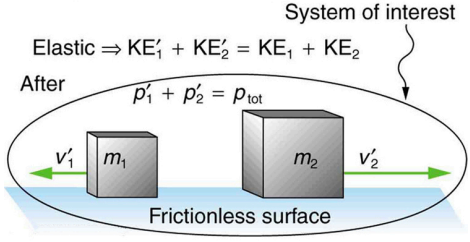 System of interest
Elastic ⇒ KE′₁ + KE′₂ = KE₁ + KE₂
After
p′₁ + p′₂ = p_tot
v′₁
m₁
m₂
v′₂
Frictionless surface